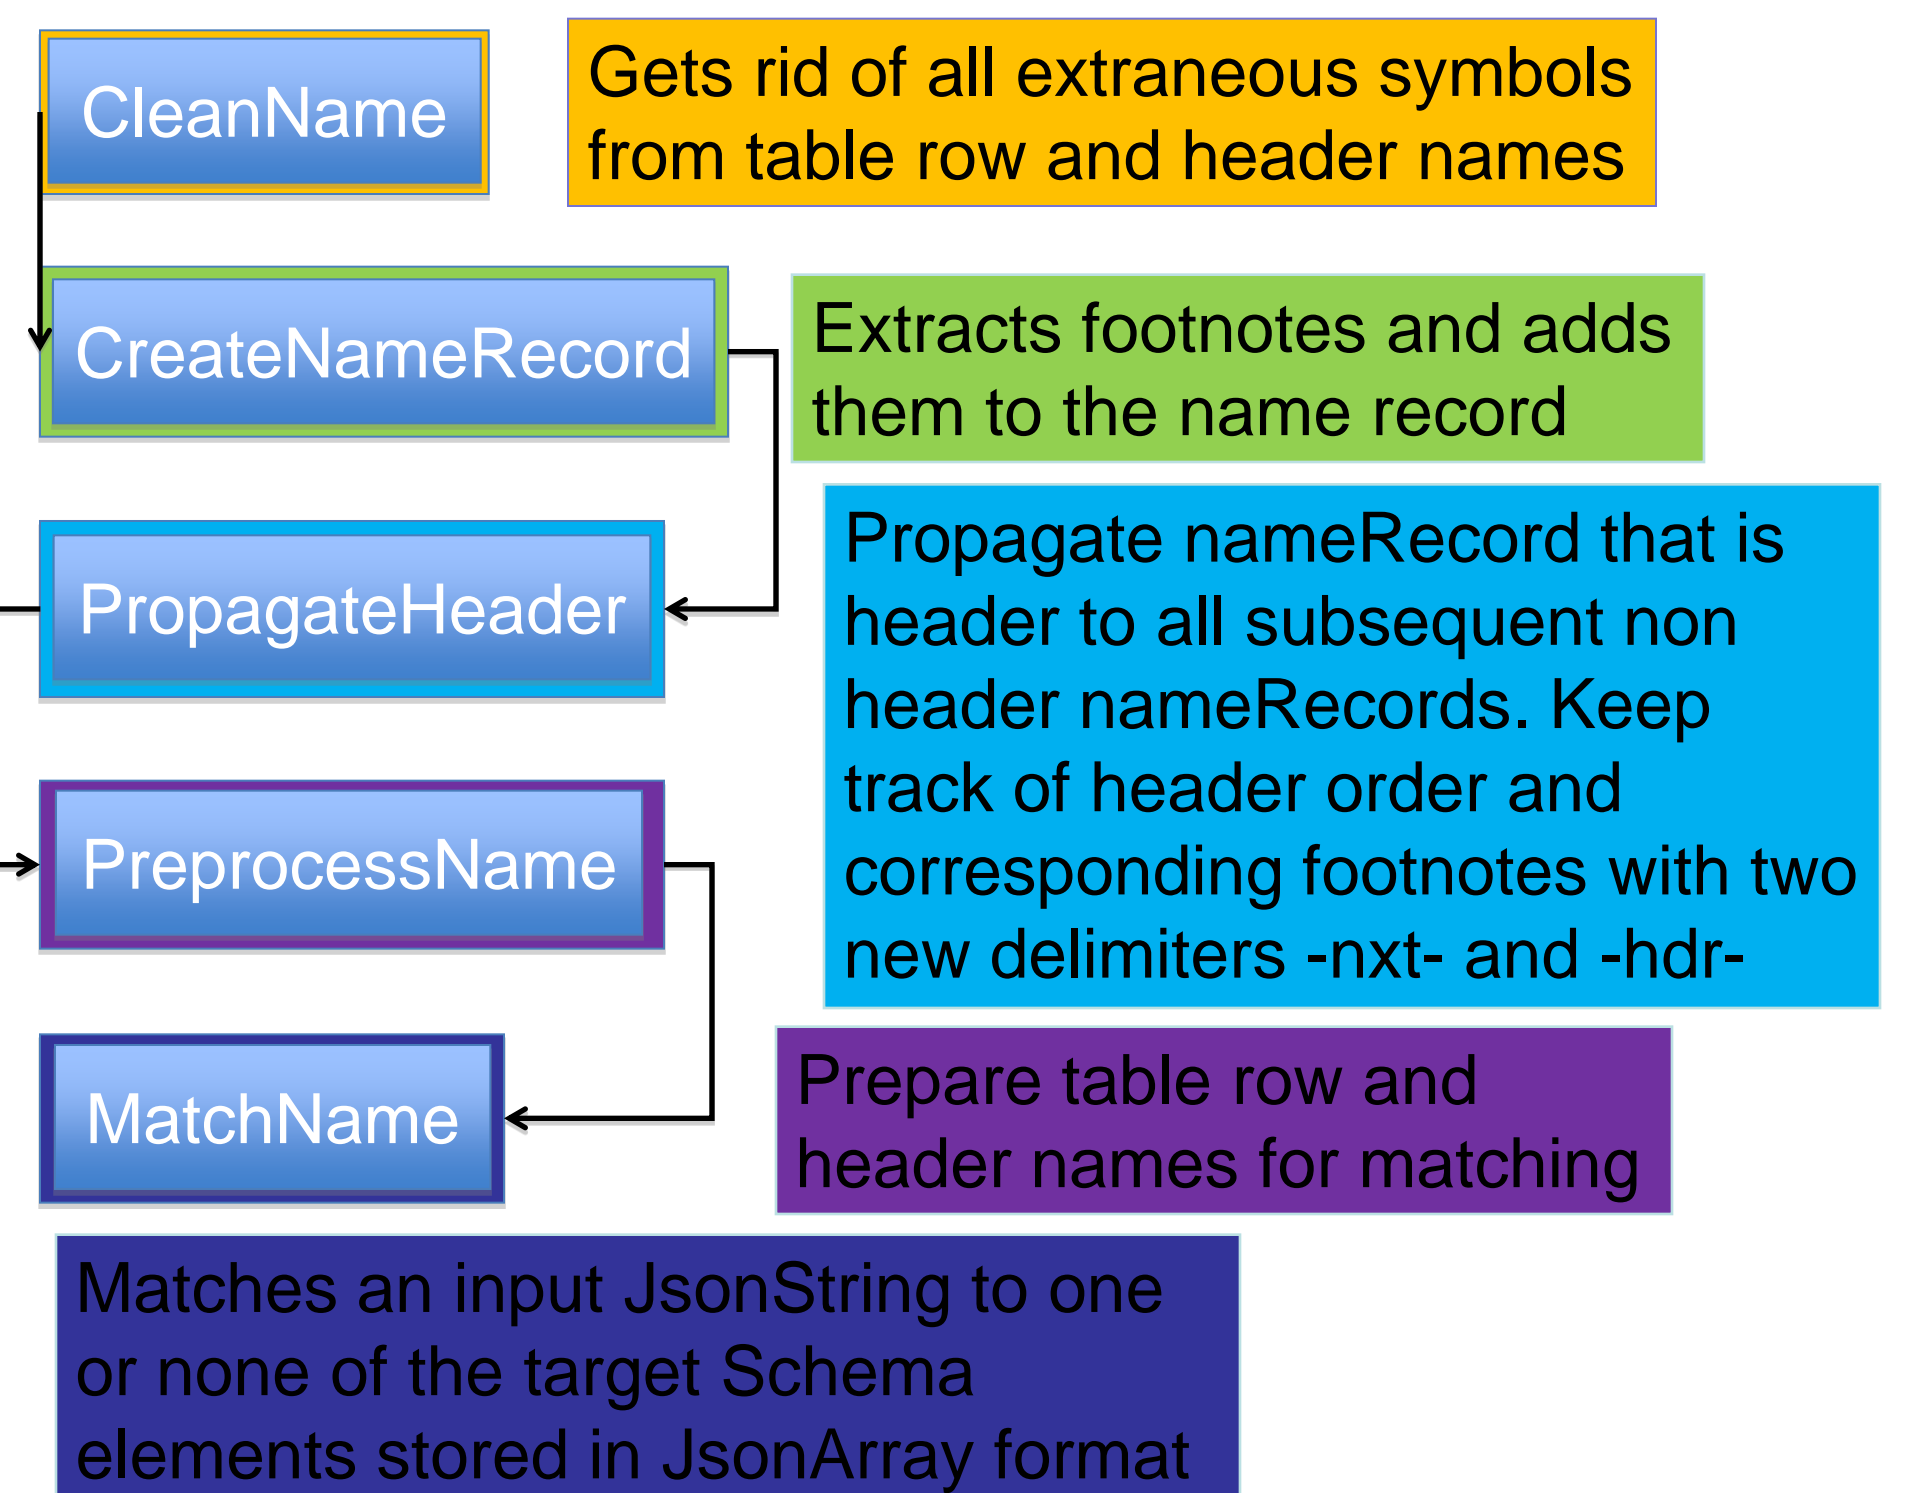 CleanName
Gets rid of all extraneous symbols
from table row and header names
CreateNameRecord
Extracts footnotes and adds
them to the name record
PropagateHeader
Propagate nameRecord that is
header to all subsequent non
header nameRecords. Keep
track of header order and
corresponding footnotes with two
new delimiters -nxt- and -hdr-
PreprocessName
Prepare table row and
header names for matching
MatchName
Matches an input JsonString to one
or none of the target Schema
elements stored in JsonArray format